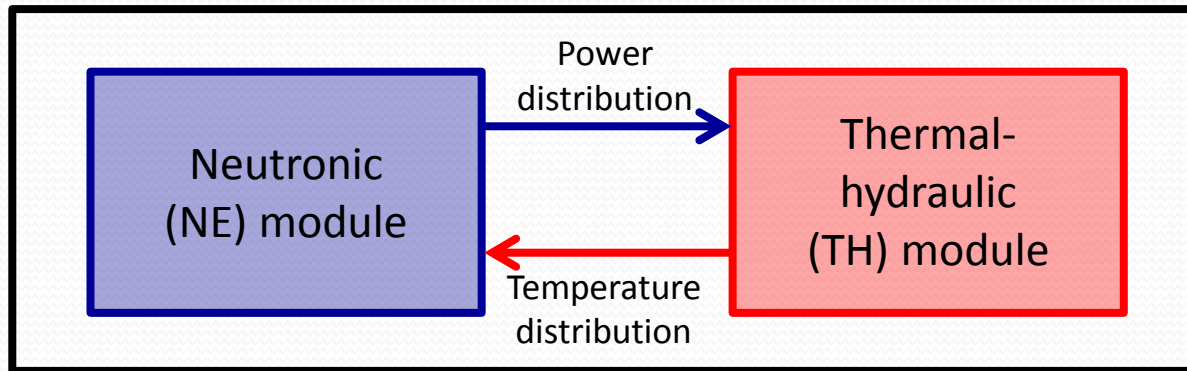 Power
distribution
Neutronic
(NE) module
Thermal-
hydraulic
(TH) module
Temperature
distribution